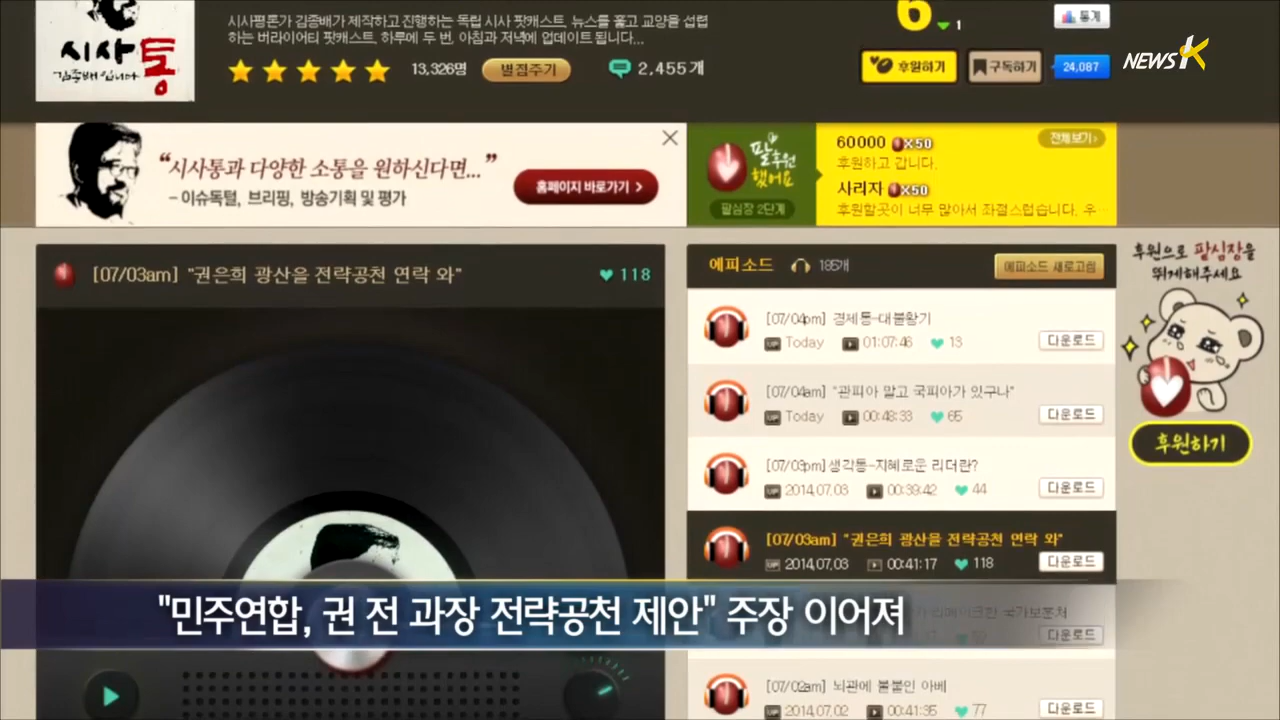 시사평론가 김종배가 제작하고 진행하는 독립 시사 팟캐스트, 뉴스를 훑고 교양을 섭렵
하는 버라이어티 팟캐스트, 하루에 두 번, 아침과 저녁에 업데이트 됩니다...
시사통
김종배입니다
13,326명
별점주기
2,455개
6
1
통계
후원하기
구독하기
24,087
NEWS K
"시사통과 다양한 소통을 원하신다면..."
- 이슈독털, 브리핑, 방송기획 및 평가
홈페이지 바로가기 >
팥후원
했어요
팥심장 2단계
60000 x50
후원하고 갑니다.
사리자 x50
후원할곳이 너무 많아서 좌절스럽습니다. 우…
전체보기 >
[07/03am] "권은희 광산을 전략공천 연락 와"
118
에피소드
185개
에피소드 새로고침
[07/04pm] 경제통-대불황기
UP Today 01:07:46 13
다운로드
[07/04am] "관피아 말고 국피아가 있구나"
UP Today 00:48:33 65
다운로드
[07/03pm] 생각통-지혜로운 리더란?
UP 2014.07.03 00:39:42 44
다운로드
[07/03am] "권은희 광산을 전략공천 연락 와"
UP 2014.07.03 00:41:17 118
다운로드
다운로드
[07/02am] 뇌관에 불붙인 아베
UP 2014.07.02 00:41:35 77
다운로드
후원으로 팥심장을
뛰게해주세요
후원하기
"민주연합, 권 전 과장 전략공천 제안" 주장 이어져